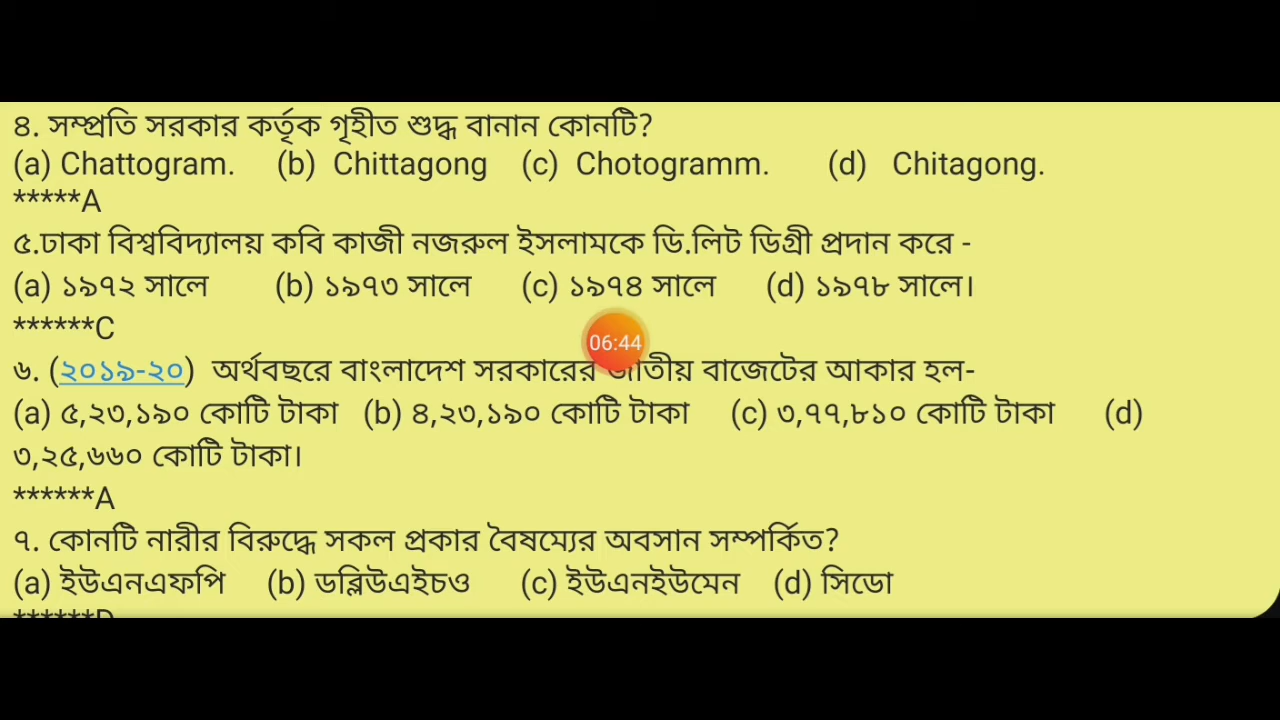 ৪. সম্প্রতি সরকার কর্তৃক গৃহীত শুদ্ধ বানান কোনটি?
(a) Chattogram. (b) Chittagong (c) Chotogramm. (d) Chitagong.
*****A
৫.ঢাকা বিশ্ববিদ্যালয় কবি কাজী নজরুল ইসলামকে ডি.লিট ডিগ্রী প্রদান করে -
(a) ১৯৭২ সালে (b) ১৯৭৩ সালে (c) ১৯৭৪ সালে (d) ১৯৭৮ সালে।
******C
06:44
৬. (২০১৯-২০) অর্থবছরে বাংলাদেশ সরকারের জাতীয় বাজেটের আকার হল-
(a) ৫,২৩,১৯০ কোটি টাকা (b) ৪,২৩,১৯০ কোটি টাকা (c) ৩,৭৭,৮১০ কোটি টাকা (d)
৩,২৫,৬৬০ কোটি টাকা।
******A
৭. কোনটি নারীর বিরুদ্ধে সকল প্রকার বৈষম্যের অবসান সম্পর্কিত?
(a) ইউএনএফপি (b) ডব্লিউএইচও (c) ইউএনইউমেন (d) সিডো